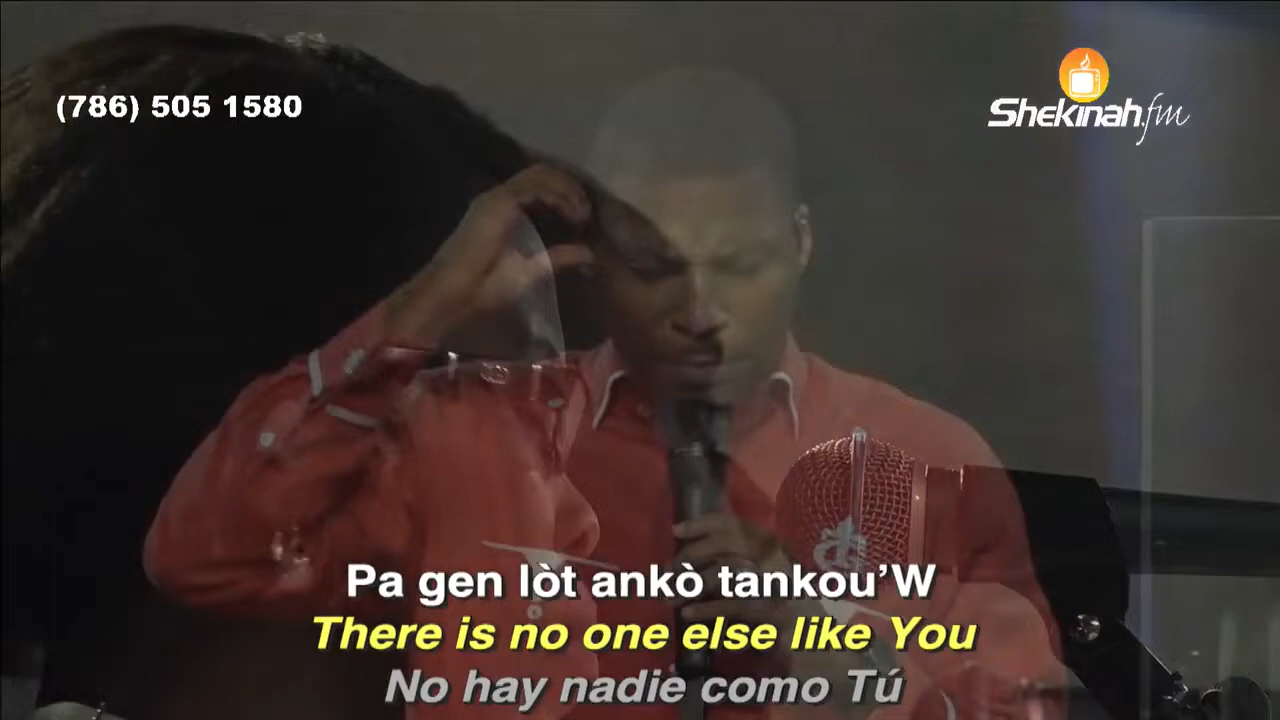 (786) 505 1580
Shekinah.fm
Pa gen lòt ankò tankou’W
There is no one else like You
No hay nadie como Tú